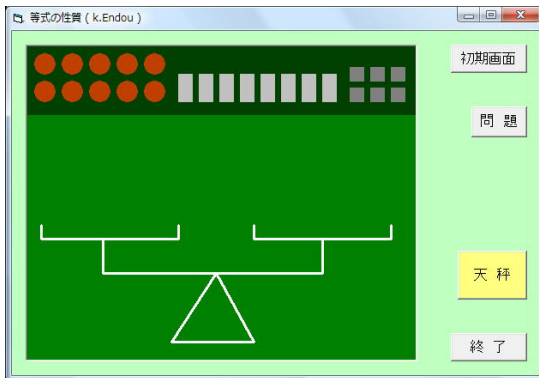 等式の性質 ( k.Endou )
初期画面
問 題
天 秤
終 了